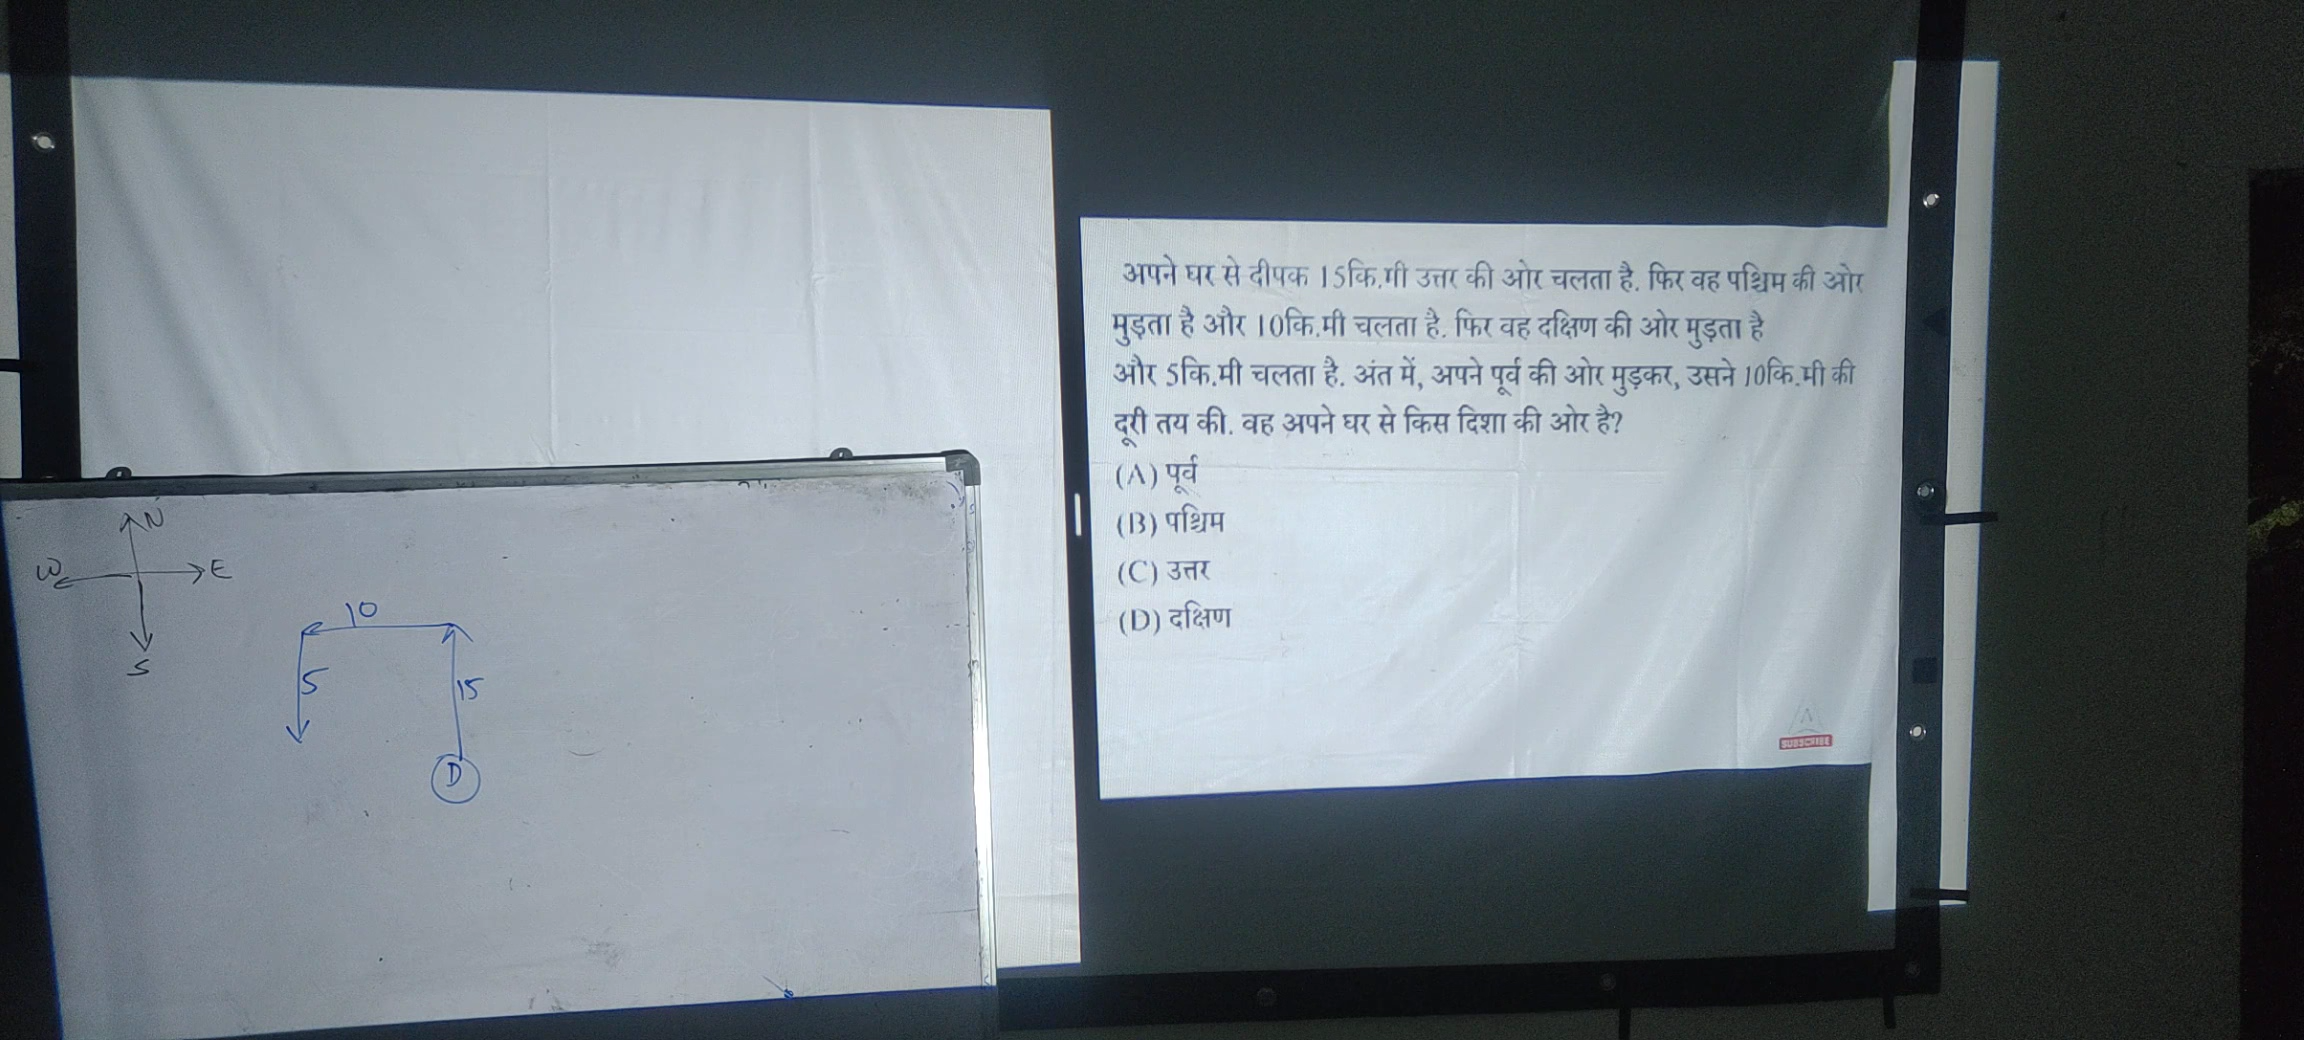 अपने घर से दीपक 15कि.मी उत्तर की ओर चलता है. फिर वह पश्चिम की ओर
मुड़ता है और 10कि.मी चलता है. फिर वह दक्षिण की ओर मुड़ता है
और 5कि.मी चलता है. अंत में, अपने पूर्व की ओर मुड़कर, उसने 10कि.मी की
दूरी तय की. वह अपने घर से किस दिशा की ओर है?
(A) पूर्व
(B) पश्चिम
(C) उत्तर
(D) दक्षिण
SUBSCRIBE
N
W E
S
10
5 15
D